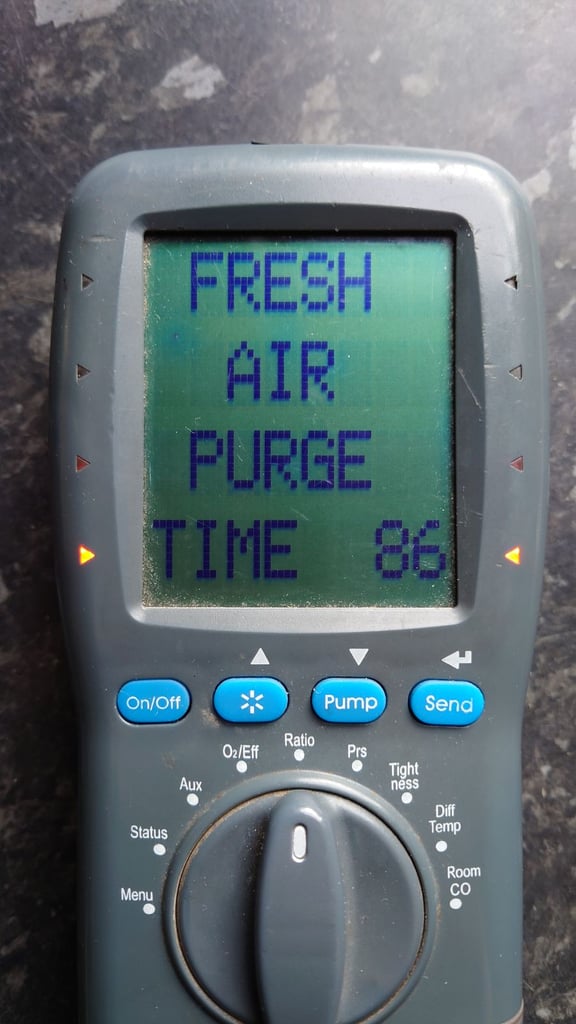 FRESH
AIR
PURGE
TIME 86
On/Off
Pump
Send
Menu
Status
Aux
O₂/Eff
Ratio
Prs
Tight
ness
Diff
Temp
Room
CO